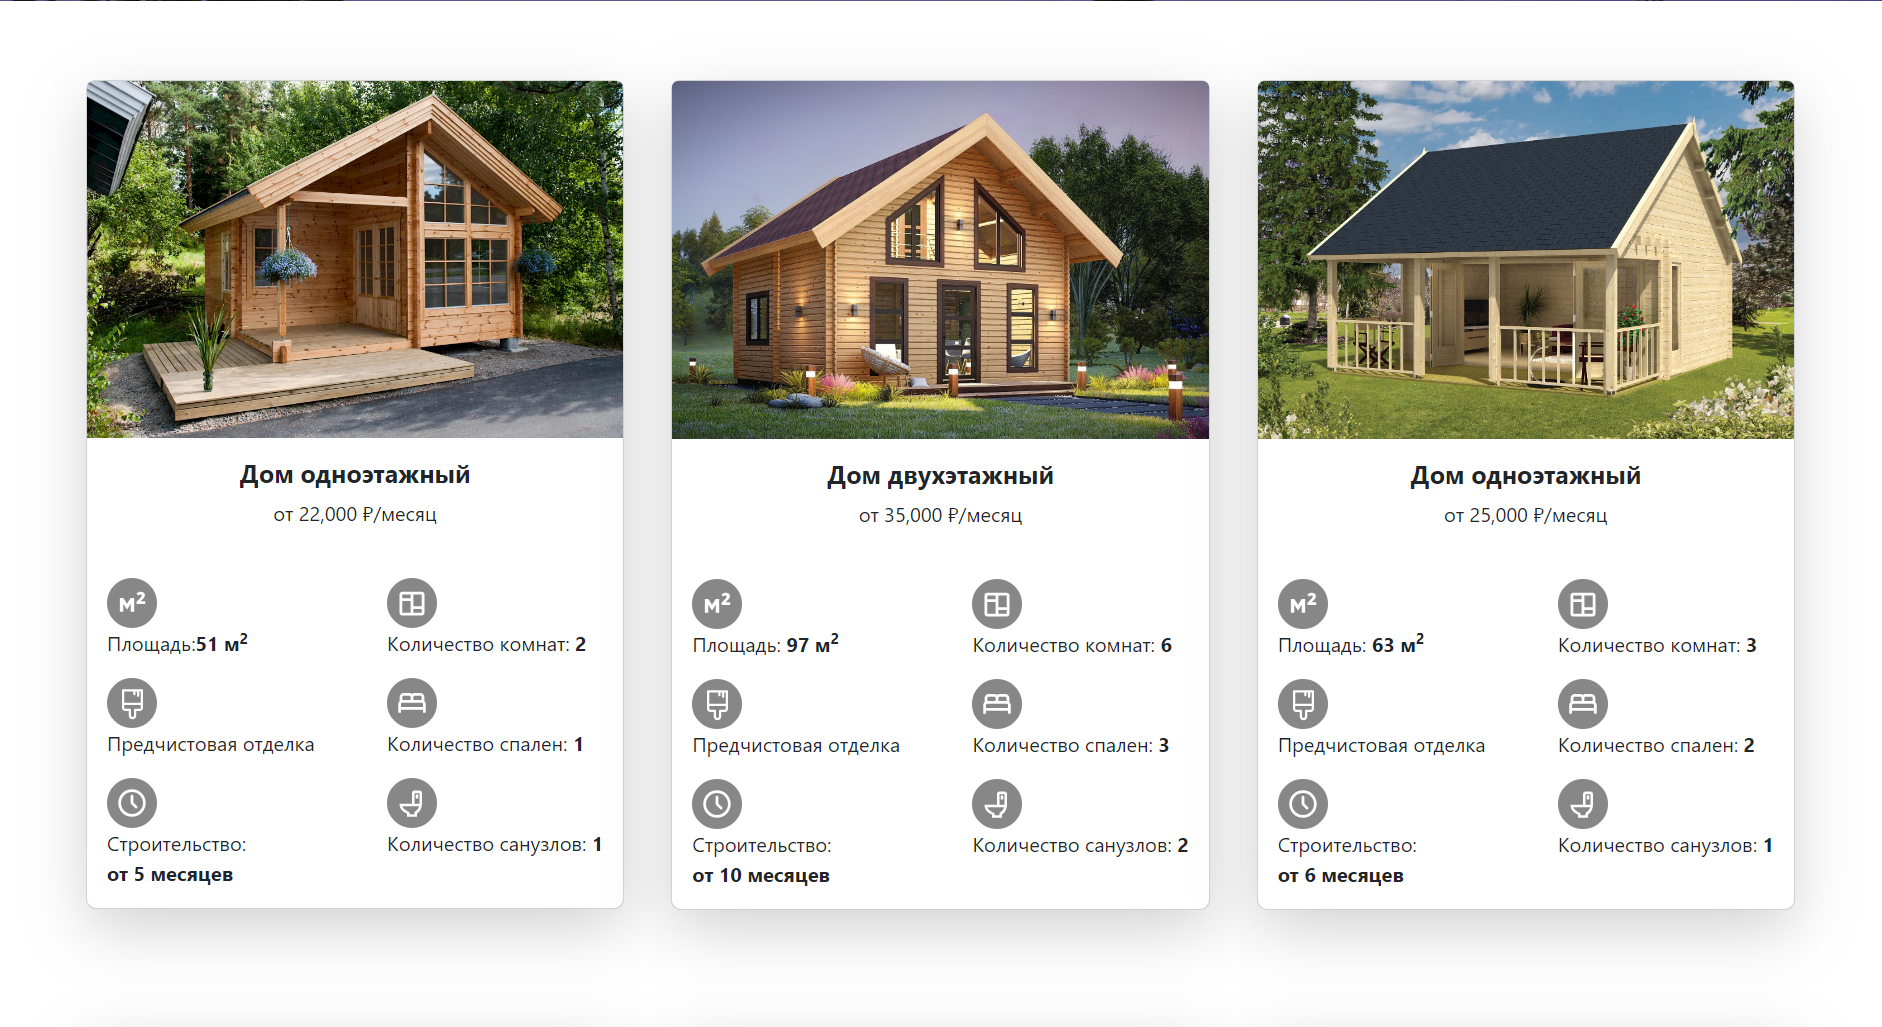 Дом одноэтажный
от 22,000 ₽/месяц
м²
Площадь:51 м²
Количество комнат: 2
Предчистовая отделка
Количество спален: 1
Строительство:
от 5 месяцев
Количество санузлов: 1
Дом двухэтажный
от 35,000 ₽/месяц
м²
Площадь: 97 м²
Количество комнат: 6
Предчистовая отделка
Количество спален: 3
Строительство:
от 10 месяцев
Количество санузлов: 2
Дом одноэтажный
от 25,000 ₽/месяц
м²
Площадь: 63 м²
Количество комнат: 3
Предчистовая отделка
Количество спален: 2
Строительство:
от 6 месяцев
Количество санузлов: 1